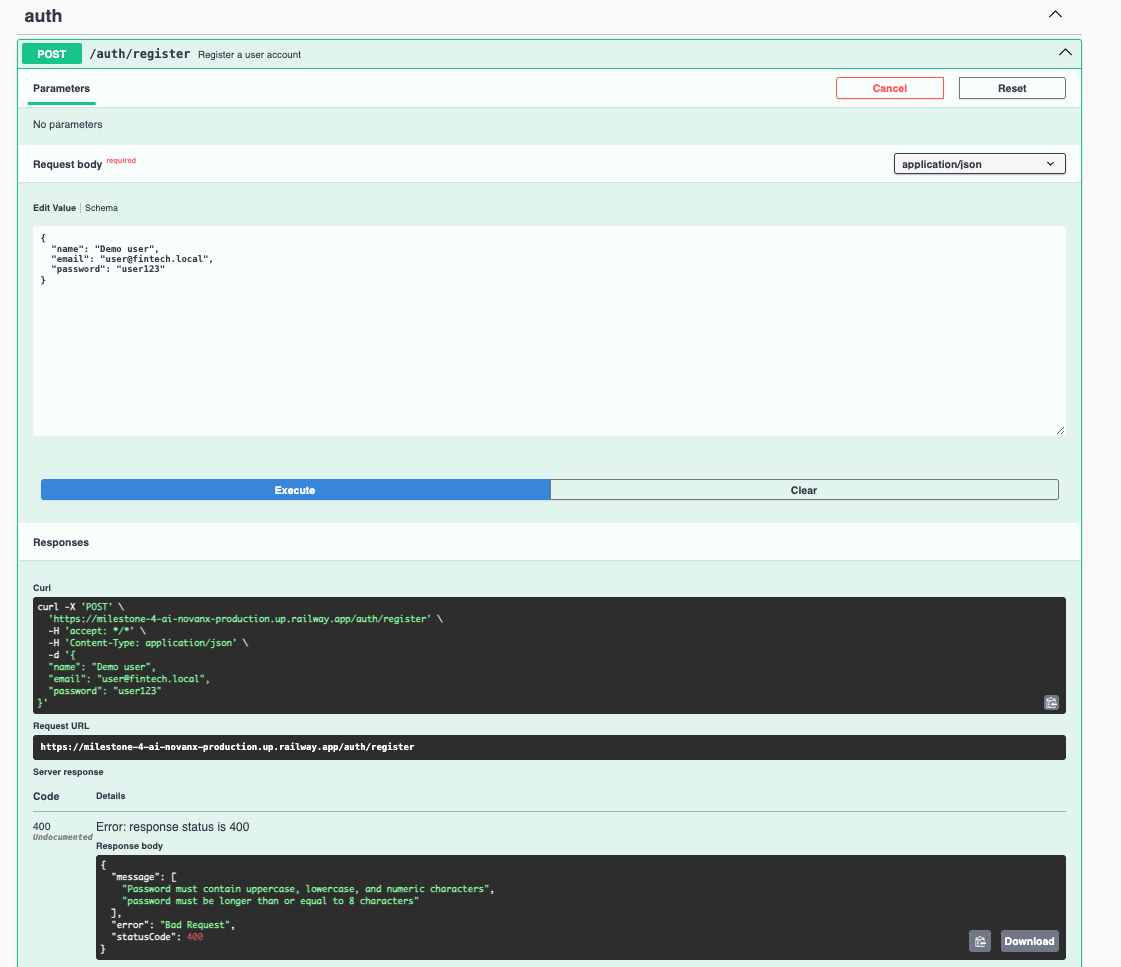 auth
POST /auth/register Register a user account
Parameters
Cancel
Reset
No parameters
Request body required
application/json
Edit Value | Schema
{
  "name": "Demo user",
  "email": "user@fintech.local",
  "password": "user123"
}
Execute
Clear
Responses
Curl
curl -X 'POST' \
  'https://milestone-4-ai-novanx-production.up.railway.app/auth/register' \
  -H 'accept: */*' \
  -H 'Content-Type: application/json' \
  -d '{
  "name": "Demo user",
  "email": "user@fintech.local",
  "password": "user123"
}'
Request URL
https://milestone-4-ai-novanx-production.up.railway.app/auth/register
Server response
Code Details
400 Error: response status is 400
Undocumented
Response body
{
  "message": [
    "Password must contain uppercase, lowercase, and numeric characters",
    "password must be longer than or equal to 8 characters"
  ],
  "error": "Bad Request",
  "statusCode": 400
}
Download